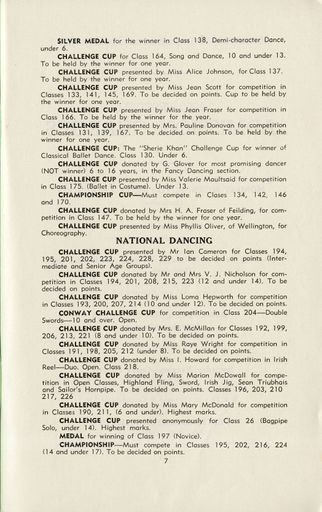 SILVER MEDAL for the winner in Class 138, Demi-character Dance,
under 6.
CHALLENGE CUP for Class 164, Song and Dance, 10 and under 13.
To be held by the winner for one year.
CHALLENGE CUP presented by Miss Alice Johnson, for Class 137.
To be held by the winner for one year.
CHALLENGE CUP presented by Miss Jean Scott for competition in
Classes 133, 141, 145, 169. To be decided on points. Cup to be held by
the winner for one year.
CHALLENGE CUP presented by Miss Jean Fraser for competition in
Class 166. To be held by the winner for the year.
CHALLENGE CUP presented by Mrs. Pauline Donovan for competition
in Classes 131, 139, 167. To be decided on points. To be held by the
winner for one year.
CHALLENGE CUP: The "Sherie Khan" Challenge Cup for winner of
Classical Ballet Dance. Class 130. Under 6.
CHALLENGE CUP donated by G. Glover for most promising dancer
(NOT winner) 6 to 16 years, in the Fancy Dancing section.
CHALLENGE CUP presented by Miss Valerie Moultsaid for competition
in Class 175. (Ballet in Costume). Under 13.
CHAMPIONSHIP CUP—Must compete in Clases 134, 142, 146
and 170.
CHALLENGE CUP donated by Mrs H. A. Fraser of Feilding, for com-
petition in Class 147. To be held by the winner for one year.
CHALLENGE CUP presented by Miss Phyllis Oliver, of Wellington, for
Choreography.
NATIONAL DANCING
CHALLENGE CUP presented by Mr Ian Cameron for Classes 194,
195, 201, 202, 223, 224, 228, 229 to be decided on points (Inter-
mediate and Senior Age Groups).
CHALLENGE CUP donated by Mr and Mrs V. J. Nicholson for com-
petition in Classes 194, 201, 208, 215, 223 (12 and under 14). To be
decided on points.
CHALLENGE CUP donated by Miss Lorna Hepworth for competition
in Classes 193, 200, 207, 214 (10 and under 12). To be decided on points.
CONWAY CHALLENGE CUP for competition in Class 204—Double
Swords—10 and over. Open.
CHALLENGE CUP donated by Mrs. E. McMillan for Classes 192, 199,
206, 213, 221 (8 and under 10). To be decided on points.
CHALLENGE CUP donated by Miss Raye Wright for competition in
Classes 191, 198, 205, 212 (under 8). To be decided on points.
CHALLENGE CUP donated by Miss I. Howard for competition in Irish
Reel—Duo. Open. Class 218.
CHALLENGE CUP donated by Miss Marion McDowall for compe-
tition in Open Classes, Highland Fling, Sword, Irish Jig, Sean Triubhais
and Sailor's Hornpipe. To be decided on points. Classes 196, 203, 210
217, 226
CHALLENGE CUP donated by Miss Mary McDonald for competition
in Classes 190, 211, (6 and under). Highest marks.
CHALLENGE CUP presented anonymously for Class 26 (Bagpipe
Solo, under 14). Highest marks.
MEDAL for winning of Class 197 (Novice).
CHAMPIONSHIP—Must compete in Classes 195, 202, 216, 224
(14 and under 17). To be decided on points.
7